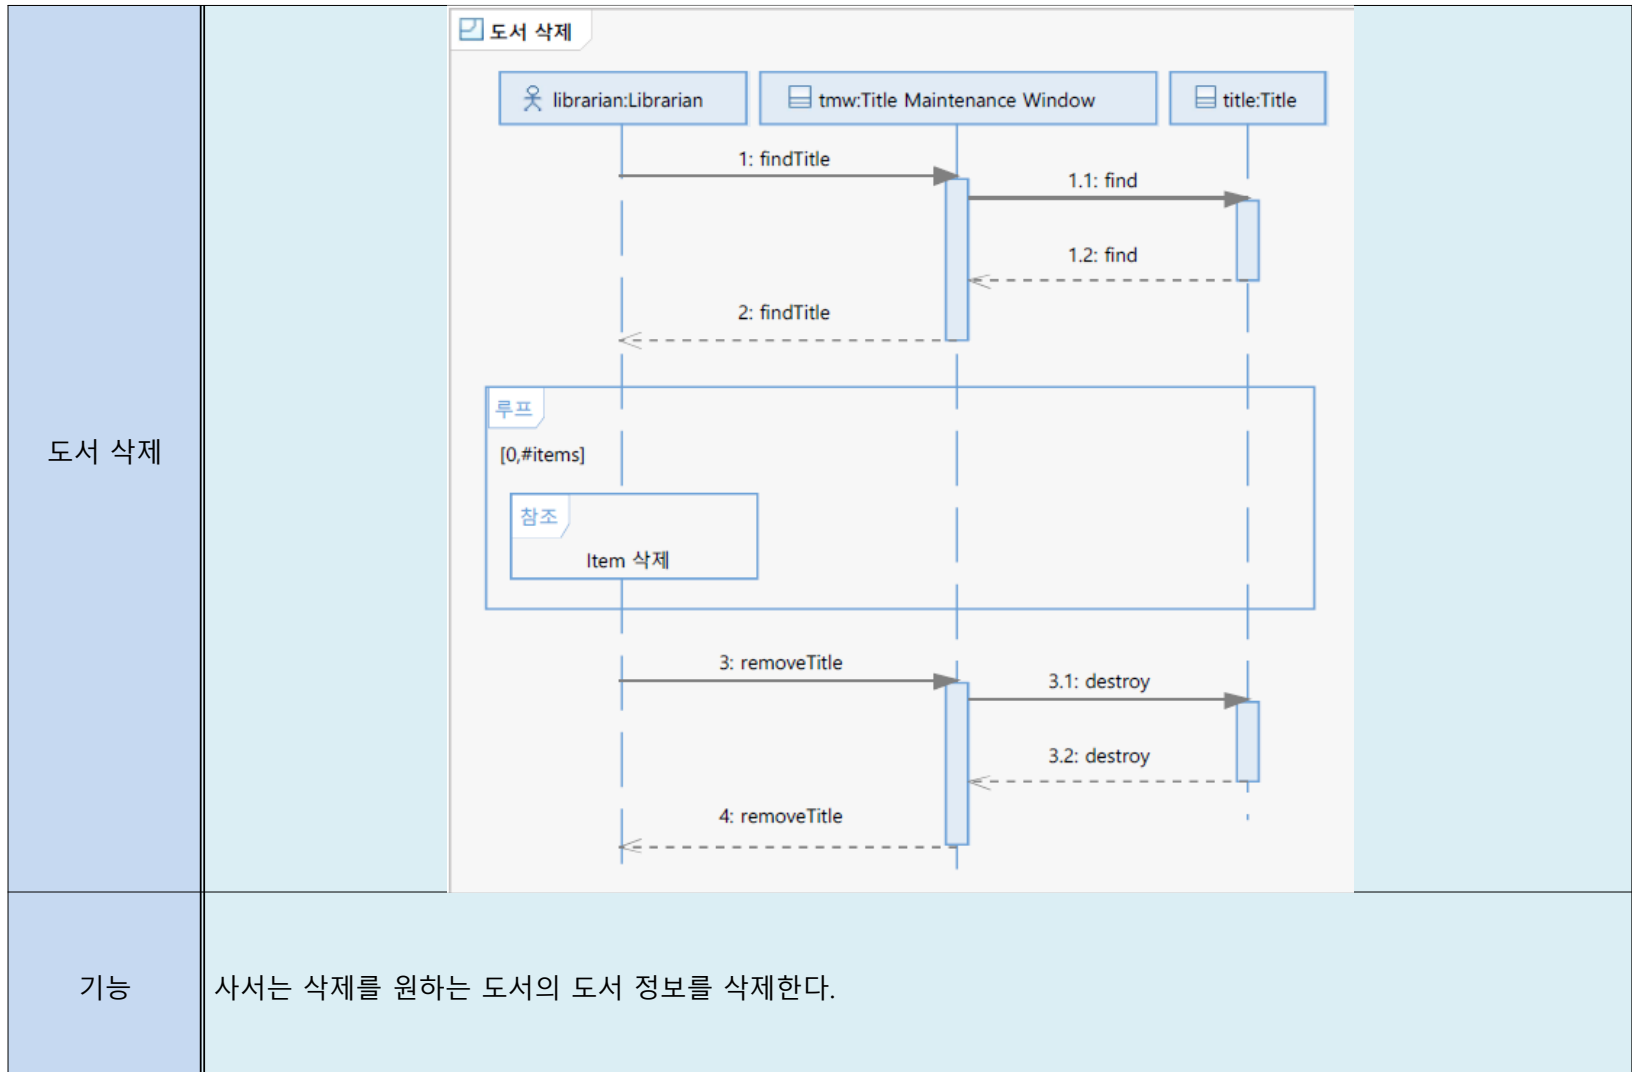 도서 삭제
librarian:Librarian
tmw:Title Maintenance Window
title:Title
1: findTitle
1.1: find
1.2: find
2: findTitle
루프
[0,#items]
참조
Item 삭제
도서 삭제
3: removeTitle
3.1: destroy
3.2: destroy
4: removeTitle
기능
사서는 삭제를 원하는 도서의 도서 정보를 삭제한다.